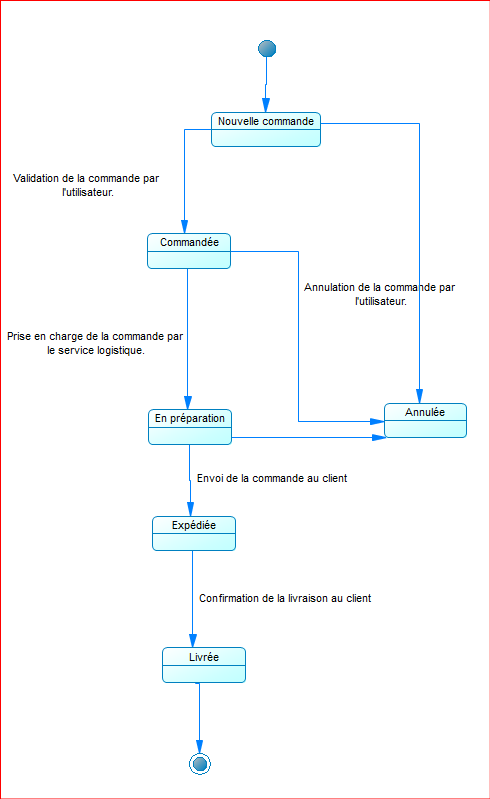 Nouvelle commande
Validation de la commande par
l'utilisateur.
Commandée
Annulation de la commande par
l'utilisateur.
Prise en charge de la commande par
le service logistique.
Annulée
En préparation
Envoi de la commande au client
Expédiée
Confirmation de la livraison au client
Livrée